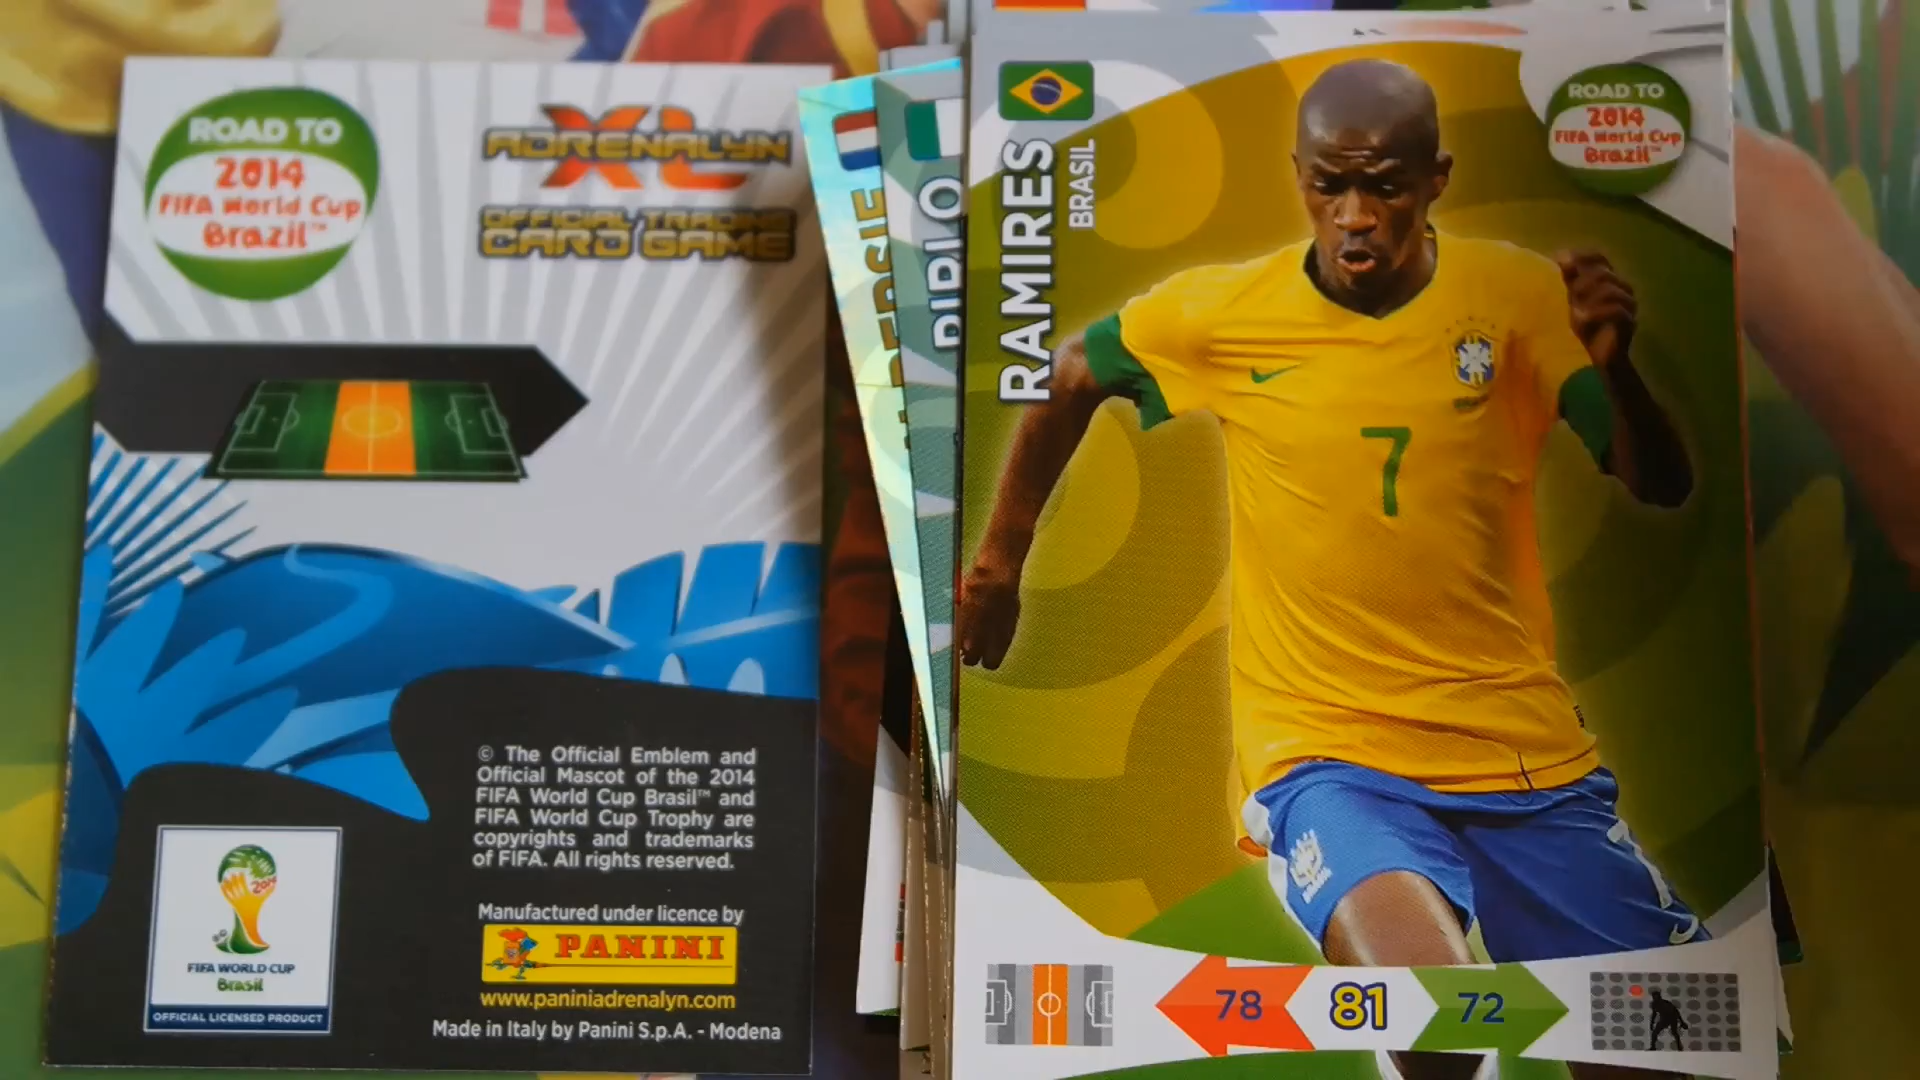 ROAD TO
2014
FIFA World Cup
Brazil™
ADRENALYN
XL
OFFICIAL TRADING
CARD GAME
© The Official Emblem and
Official Mascot of the 2014
FIFA World Cup Brasil™ and
FIFA World Cup Trophy are
copyrights and trademarks
of FIFA. All rights reserved.
2014
FIFA WORLD CUP
Brasil
OFFICIAL LICENSED PRODUCT
Manufactured under licence by
PANINI
www.paniniadrenalyn.com
Made in Italy by Panini S.p.A. - Modena
PIRLO
RAMIRES
BRASIL
ROAD TO
2014
FIFA World Cup
Brazil™
7
78
81
72